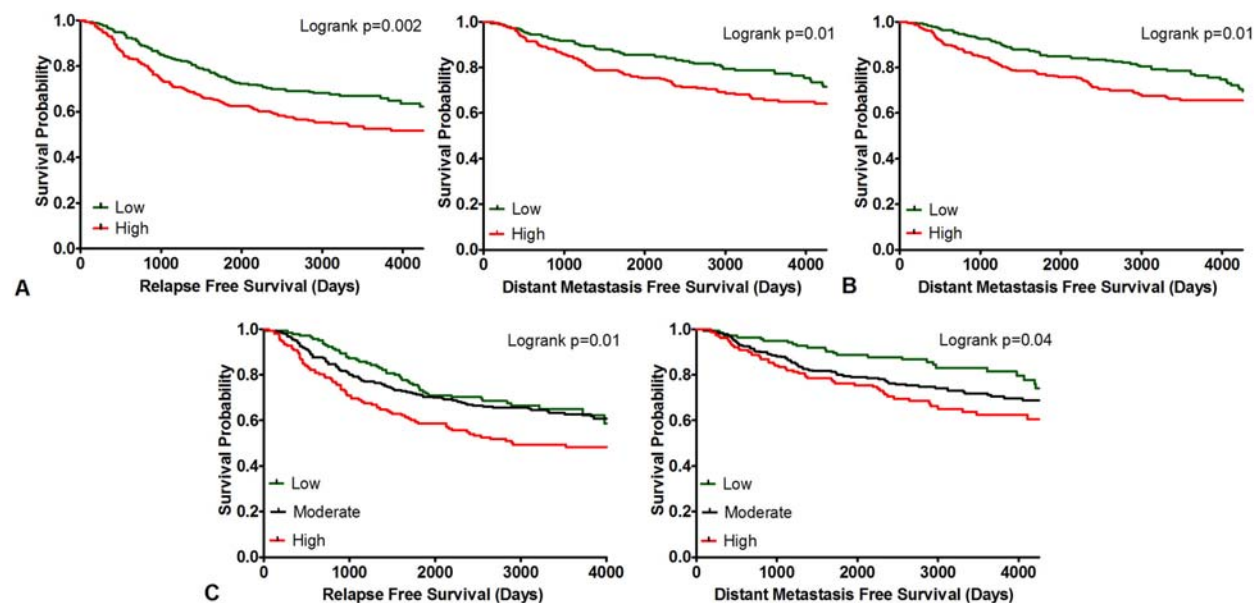 Logrank p=0.002
Survival Probability
1.0
0.8
0.6
0.4
0.2
0.0
Low
High
0 1000 2000 3000 4000
Relapse Free Survival (Days)
A
Logrank p=0.01
Survival Probability
1.0
0.8
0.6
0.4
0.2
0.0
Low
High
0 1000 2000 3000 4000
Distant Metastasis Free Survival (Days)
Logrank p=0.01
Survival Probability
1.0
0.8
0.6
0.4
0.2
0.0
Low
High
0 1000 2000 3000 4000
Distant Metastasis Free Survival (Days)
B
Logrank p=0.01
Survival Probability
1.0
0.8
0.6
0.4
0.2
0.0
Low
Moderate
High
0 1000 2000 3000 4000
Relapse Free Survival (Days)
C
Logrank p=0.04
Survival Probability
1.0
0.8
0.6
0.4
0.2
0.0
Low
Moderate
High
0 1000 2000 3000 4000
Distant Metastasis Free Survival (Days)